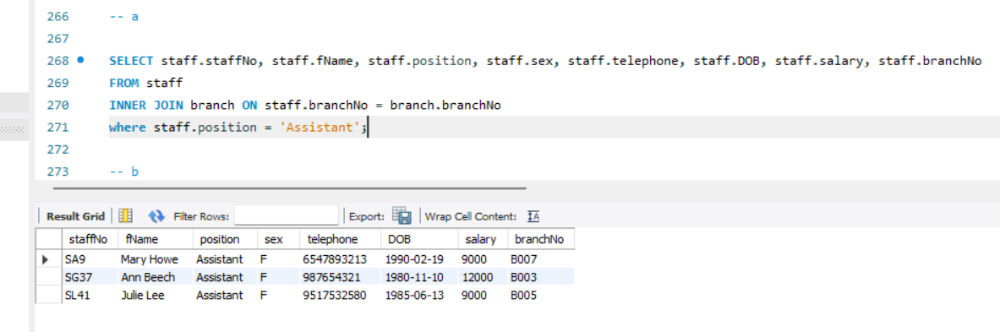 266 -- a
267
268 SELECT staff.staffNo, staff.fName, staff.position, staff.sex, staff.telephone, staff.DOB, staff.salary, staff.branchNo
269 FROM staff
270 INNER JOIN branch ON staff.branchNo = branch.branchNo
271 where staff.position = 'Assistant';
272
273 -- b
Result Grid Filter Rows: Export: Wrap Cell Content: IA
staffNo fName position sex telephone DOB salary branchNo
SA9 Mary Howe Assistant F 6547893213 1990-02-19 9000 B007
SG37 Ann Beech Assistant F 987654321 1980-11-10 12000 B003
SL41 Julie Lee Assistant F 9517532580 1985-06-13 9000 B005